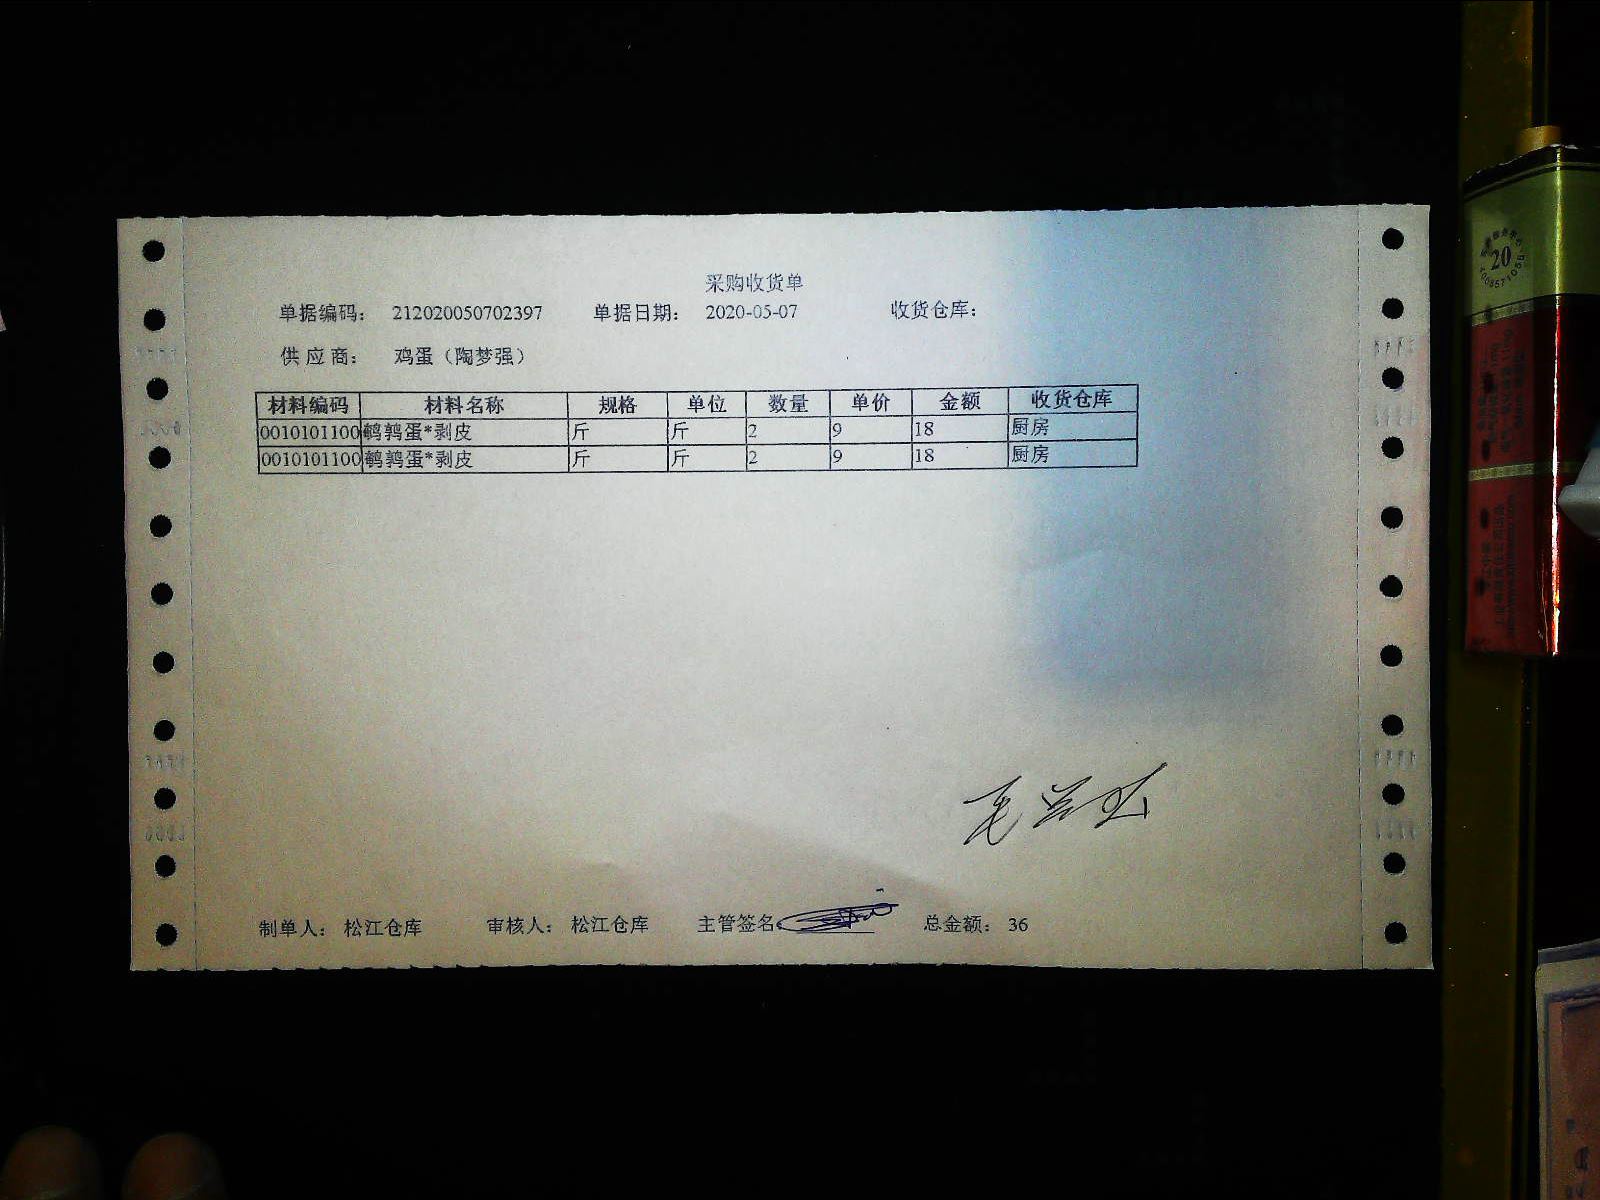 采购收货单
单据编码： 212020050702397 单据日期： 2020-05-07 收货仓库：
供应商： 鸡蛋（陶梦强）
材料编码 材料名称 规格 单位 数量 单价 金额 收货仓库
0010101100 鹌鹑蛋*剥皮 斤 斤 2 9 18 厨房
0010101100 鹌鹑蛋*剥皮 斤 斤 2 9 18 厨房
制单人： 松江仓库 审核人： 松江仓库 主管签名: 总金额： 36
20